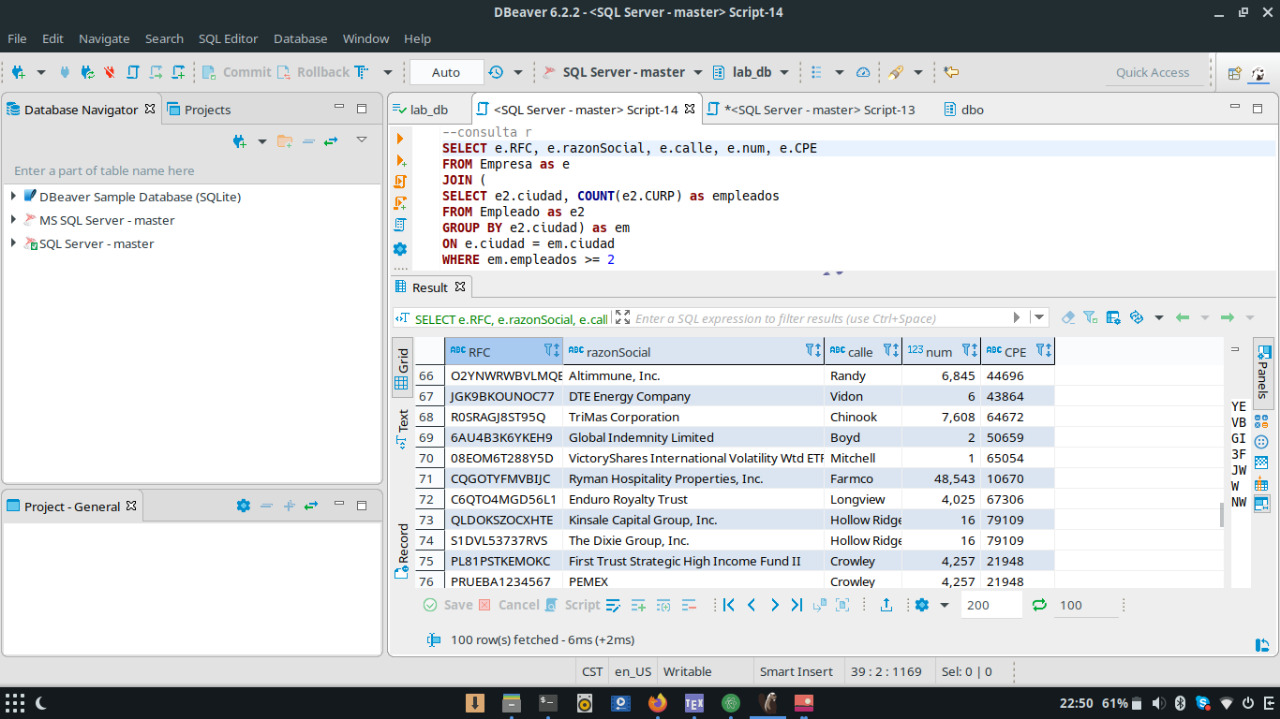 DBeaver 6.2.2 - <SQL Server - master> Script-14
File Edit Navigate Search SQL Editor Database Window Help
Commit Rollback Auto SQL Server - master lab_db Quick Access
Database Navigator Projects
Enter a part of table name here
DBeaver Sample Database (SQLite)
MS SQL Server - master
SQL Server - master
Project - General
lab_db <SQL Server - master> Script-14 *<SQL Server - master> Script-13 dbo
--consulta r
SELECT e.RFC, e.razonSocial, e.calle, e.num, e.CPE
FROM Empresa as e
JOIN (
SELECT e2.ciudad, COUNT(e2.CURP) as empleados
FROM Empleado as e2
GROUP BY e2.ciudad) as em
ON e.ciudad = em.ciudad
WHERE em.empleados >= 2
Result
SELECT e.RFC, e.razonSocial, e.call Enter a SQL expression to filter results (use Ctrl+Space)
Grid
Text
Record
ABC RFC ABC razonSocial ABC calle 123 num ABC CPE
66 O2YNWRWBVLMQE Altimmune, Inc. Randy 6,845 44696
67 JGK9BKOUNOC77 DTE Energy Company Vidon 6 43864
68 R0SRAGJ8ST95Q TriMas Corporation Chinook 7,608 64672
69 6AU4B3K6YKEH9 Global Indemnity Limited Boyd 2 50659
70 08EOM6T288Y5D VictoryShares International Volatility Wtd ETF Mitchell 1 65054
71 CQGOTYFMVBIJC Ryman Hospitality Properties, Inc. Farmco 48,543 10670
72 C6QTO4MGD56L1 Enduro Royalty Trust Longview 4,025 67306
73 QLDOKSZOCXHTE Kinsale Capital Group, Inc. Hollow Ridge 16 79109
74 S1DVL53737RVS The Dixie Group, Inc. Hollow Ridge 16 79109
75 PL81PSTKEMOKC First Trust Strategic High Income Fund II Crowley 4,257 21948
76 PRUEBA1234567 PEMEX Crowley 4,257 21948
Panels
YE
VB
GI
3F
JW
W
NW
Save Cancel Script 200 100
100 row(s) fetched - 6ms (+2ms)
CST en_US Writable Smart Insert 39 : 2 : 1169 Sel: 0 | 0
TEX
22:50 61%